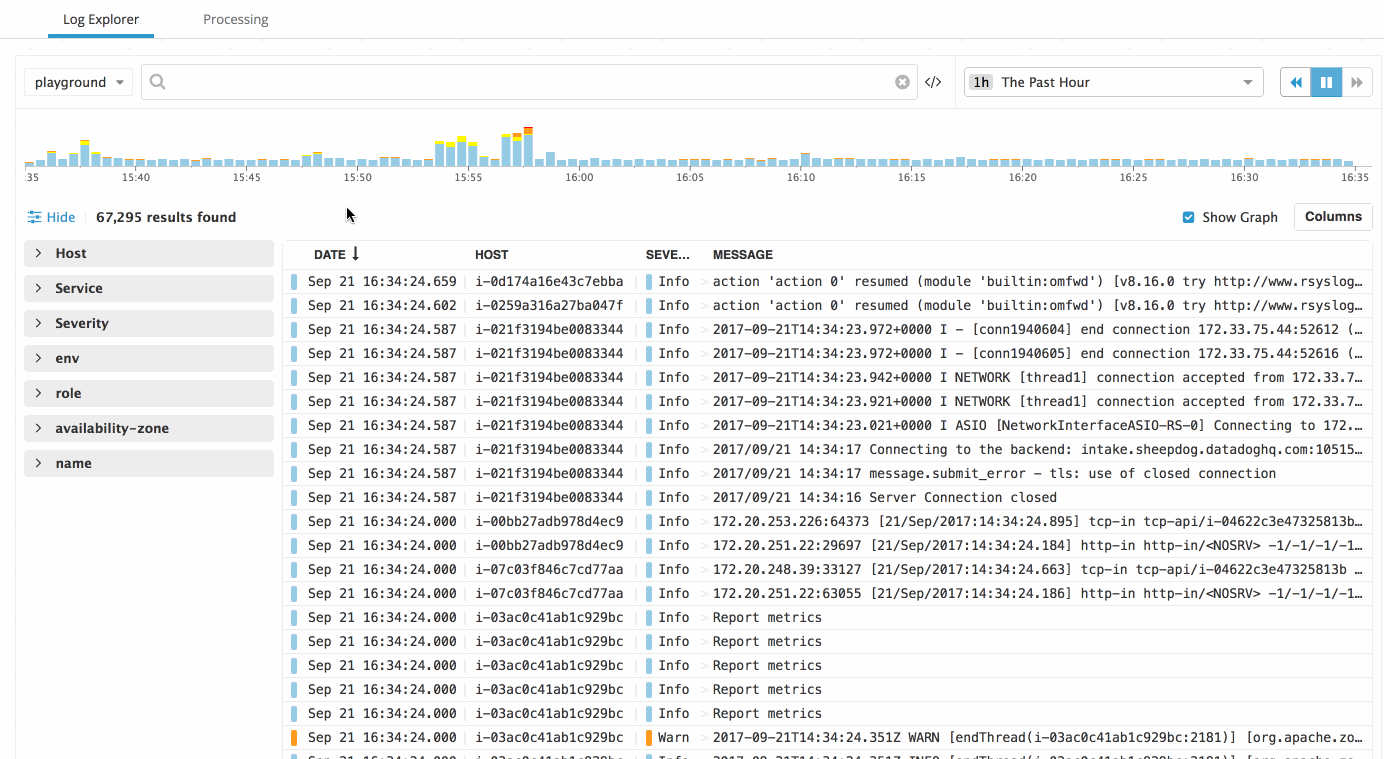 Log Explorer Processing
playground </> 1h The Past Hour
:35 15:40 15:45 15:50 15:55 16:00 16:05 16:10 16:15 16:20 16:25 16:30 16:35
Hide 67,295 results found Show Graph Columns
Host
Service
Severity
env
role
availability-zone
name
DATE ↓ HOST SEVE... MESSAGE
Sep 21 16:34:24.659 i-0d174a16e43c7ebba Info action 'action 0' resumed (module 'builtin:omfwd') [v8.16.0 try http://www.rsyslog…
Sep 21 16:34:24.602 i-0259a316a27ba047f Info action 'action 0' resumed (module 'builtin:omfwd') [v8.16.0 try http://www.rsyslog…
Sep 21 16:34:24.587 i-021f3194be0083344 Info 2017-09-21T14:34:23.972+0000 I - [conn1940604] end connection 172.33.75.44:52612 (…
Sep 21 16:34:24.587 i-021f3194be0083344 Info 2017-09-21T14:34:23.972+0000 I - [conn1940605] end connection 172.33.75.44:52616 (…
Sep 21 16:34:24.587 i-021f3194be0083344 Info 2017-09-21T14:34:23.942+0000 I NETWORK [thread1] connection accepted from 172.33.7…
Sep 21 16:34:24.587 i-021f3194be0083344 Info 2017-09-21T14:34:23.921+0000 I NETWORK [thread1] connection accepted from 172.33.7…
Sep 21 16:34:24.587 i-021f3194be0083344 Info 2017-09-21T14:34:23.021+0000 I ASIO [NetworkInterfaceASIO-RS-0] Connecting to 172.…
Sep 21 16:34:24.587 i-021f3194be0083344 Info 2017/09/21 14:34:17 Connecting to the backend: intake.sheepdog.datadoghq.com:10515…
Sep 21 16:34:24.587 i-021f3194be0083344 Info 2017/09/21 14:34:17 message.submit_error - tls: use of closed connection
Sep 21 16:34:24.587 i-021f3194be0083344 Info 2017/09/21 14:34:16 Server Connection closed
Sep 21 16:34:24.000 i-00bb27adb978d4ec9 Info 172.20.253.226:64373 [21/Sep/2017:14:34:24.895] tcp-in tcp-api/i-04622c3e47325813b…
Sep 21 16:34:24.000 i-00bb27adb978d4ec9 Info 172.20.251.22:29697 [21/Sep/2017:14:34:24.184] http-in http-in/<NOSRV> -1/-1/-1/-1…
Sep 21 16:34:24.000 i-07c03f846c7cd77aa Info 172.20.248.39:33127 [21/Sep/2017:14:34:24.663] tcp-in tcp-api/i-04622c3e47325813b …
Sep 21 16:34:24.000 i-07c03f846c7cd77aa Info 172.20.251.22:63055 [21/Sep/2017:14:34:24.186] http-in http-in/<NOSRV> -1/-1/-1/-1…
Sep 21 16:34:24.000 i-03ac0c41ab1c929bc Info Report metrics
Sep 21 16:34:24.000 i-03ac0c41ab1c929bc Info Report metrics
Sep 21 16:34:24.000 i-03ac0c41ab1c929bc Info Report metrics
Sep 21 16:34:24.000 i-03ac0c41ab1c929bc Info Report metrics
Sep 21 16:34:24.000 i-03ac0c41ab1c929bc Info Report metrics
Sep 21 16:34:24.000 i-03ac0c41ab1c929bc Warn 2017-09-21T14:34:24.351Z WARN [endThread(i-03ac0c41ab1c929bc:2181)] [org.apache.zo…